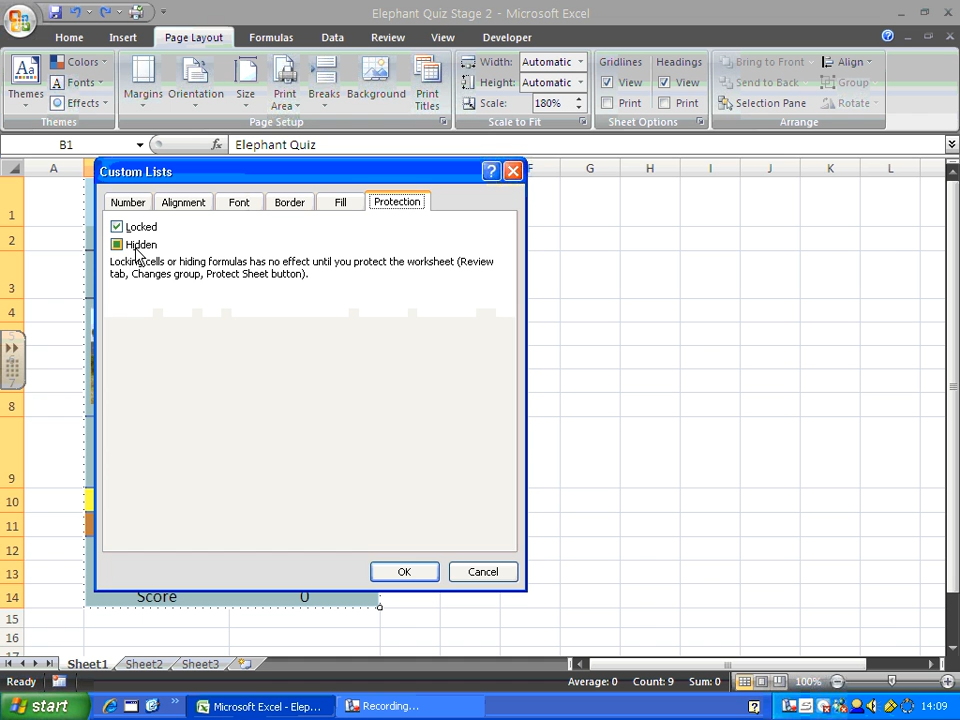 Elephant Quiz Stage 2 - Microsoft Excel
Home Insert Page Layout Formulas Data Review View Developer
Themes
Colors
Fonts
Effects
Themes
Margins Orientation Size Print Area Breaks Background Print Titles
Page Setup
Width: Automatic
Height: Automatic
Scale: 180%
Scale to Fit
Gridlines Headings
View View
Print Print
Sheet Options
Bring to Front Align
Send to Back Group
Selection Pane Rotate
Arrange
B1 fx Elephant Quiz
A F G H I J K L
Custom Lists
Number Alignment Font Border Fill Protection
Locked
Hidden
Locking cells or hiding formulas has no effect until you protect the worksheet (Review
tab, Changes group, Protect Sheet button).
OK Cancel
1
2
3
4
5
7
8
9
10
11
12
13
14 Score 0
15
16
17
Sheet1 Sheet2 Sheet3
Ready Average: 0 Count: 9 Sum: 0 100%
start Microsoft Excel - Elep... Recording... 14:09